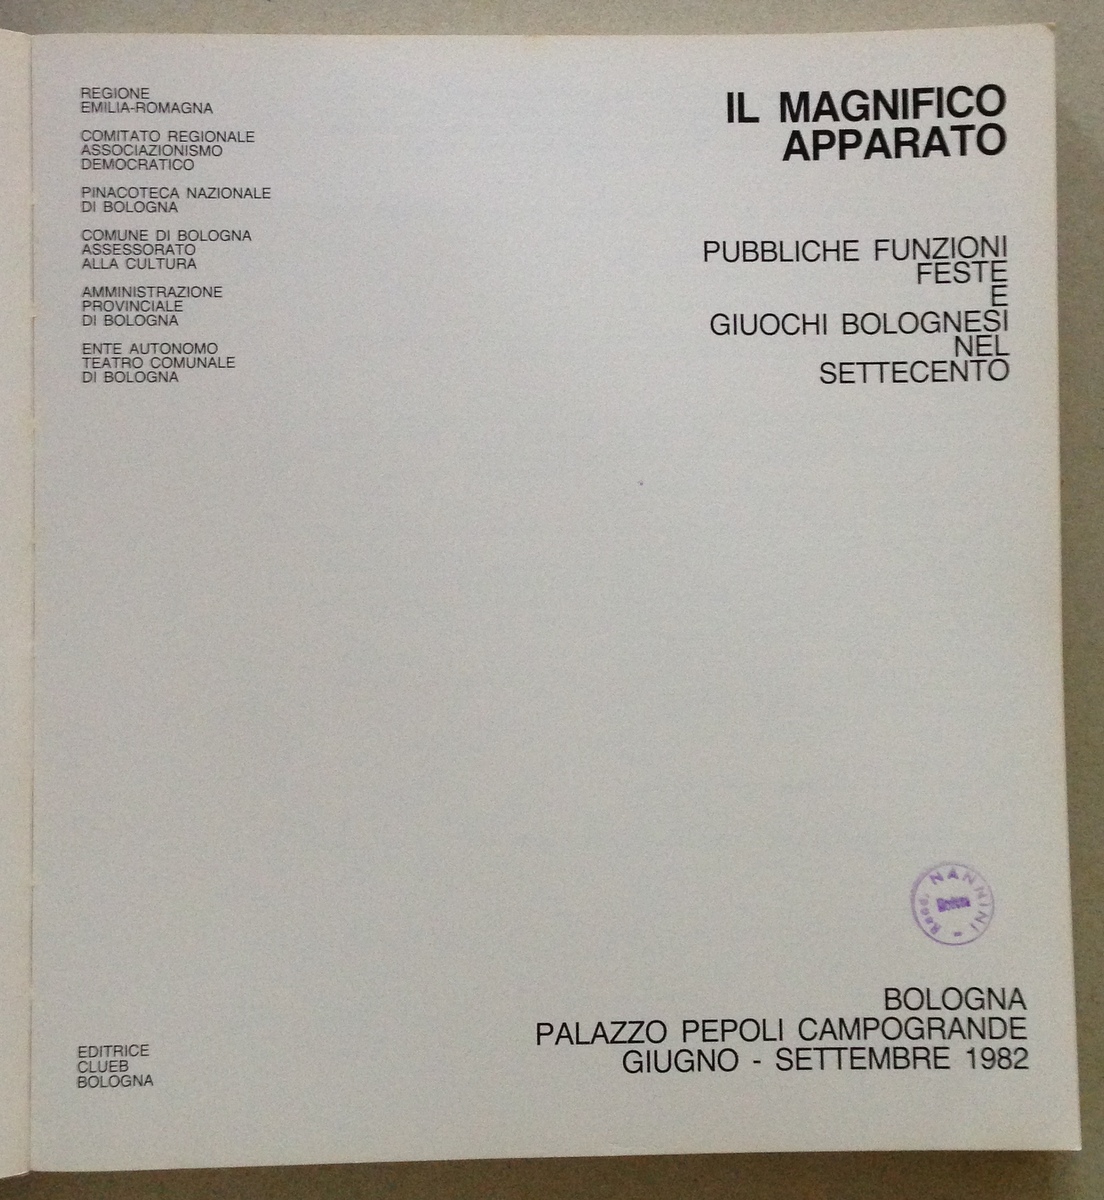 REGIONE
EMILIA-ROMAGNA
COMITATO REGIONALE
ASSOCIAZIONISMO
DEMOCRATICO
PINACOTECA NAZIONALE
DI BOLOGNA
COMUNE DI BOLOGNA
ASSESSORATO
ALLA CULTURA
AMMINISTRAZIONE
PROVINCIALE
DI BOLOGNA
ENTE AUTONOMO
TEATRO COMUNALE
DI BOLOGNA
IL MAGNIFICO
APPARATO
PUBBLICHE FUNZIONI
FESTE
E
GIUOCHI BOLOGNESI
NEL
SETTECENTO
Rag. NANNINI
BOLOGNA
PALAZZO PEPOLI CAMPOGRANDE
GIUGNO - SETTEMBRE 1982
EDITRICE
CLUEB
BOLOGNA